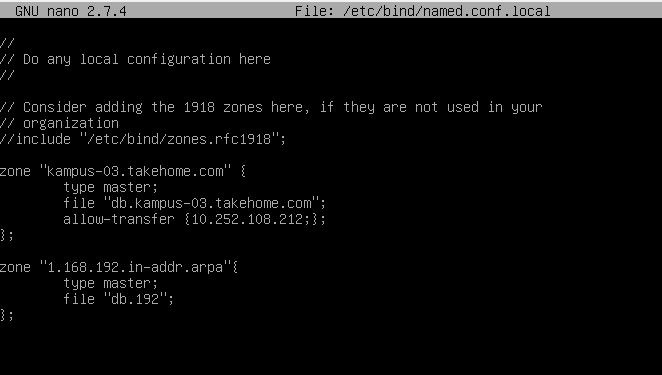 GNU nano 2.7.4 File: /etc/bind/named.conf.local
//
// Do any local configuration here
//
// Consider adding the 1918 zones here, if they are not used in your
// organization
//include "/etc/bind/zones.rfc1918";
zone "kampus-03.takehome.com" {
type master;
file "db.kampus-03.takehome.com";
allow-transfer {10.252.108.212;};
};
zone "1.168.192.in-addr.arpa"{
type master;
file "db.192";
};